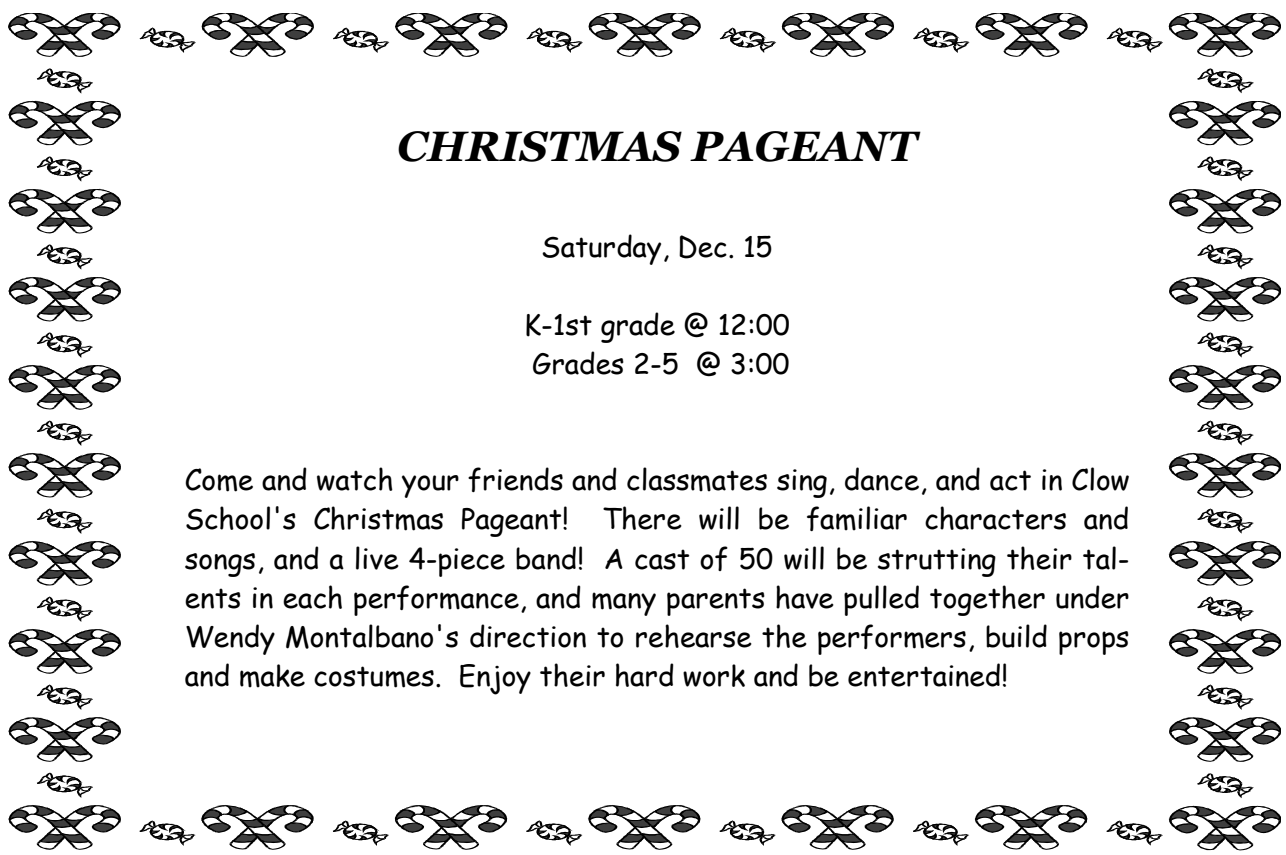 CHRISTMAS PAGEANT
Saturday, Dec. 15
K-1st grade @ 12:00
Grades 2-5 @ 3:00
Come and watch your friends and classmates sing, dance, and act in Clow
School's Christmas Pageant! There will be familiar characters and
songs, and a live 4-piece band! A cast of 50 will be strutting their tal-
ents in each performance, and many parents have pulled together under
Wendy Montalbano's direction to rehearse the performers, build props
and make costumes. Enjoy their hard work and be entertained!